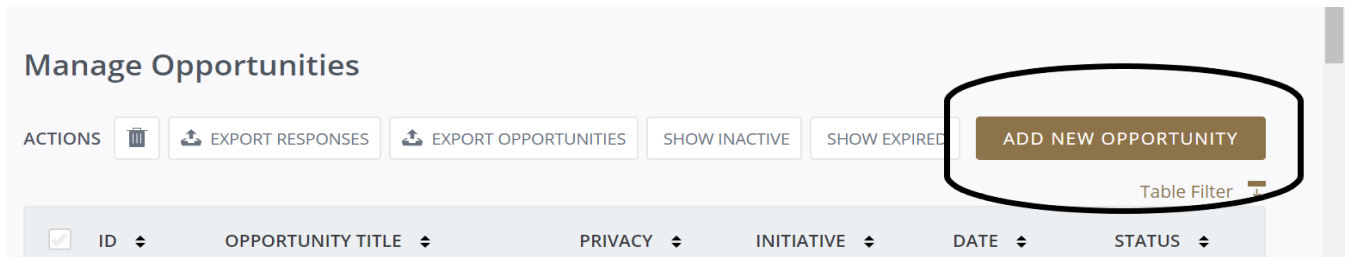 Manage Opportunities
ACTIONS EXPORT RESPONSES EXPORT OPPORTUNITIES SHOW INACTIVE SHOW EXPIRED ADD NEW OPPORTUNITY
Table Filter
ID OPPORTUNITY TITLE PRIVACY INITIATIVE DATE STATUS